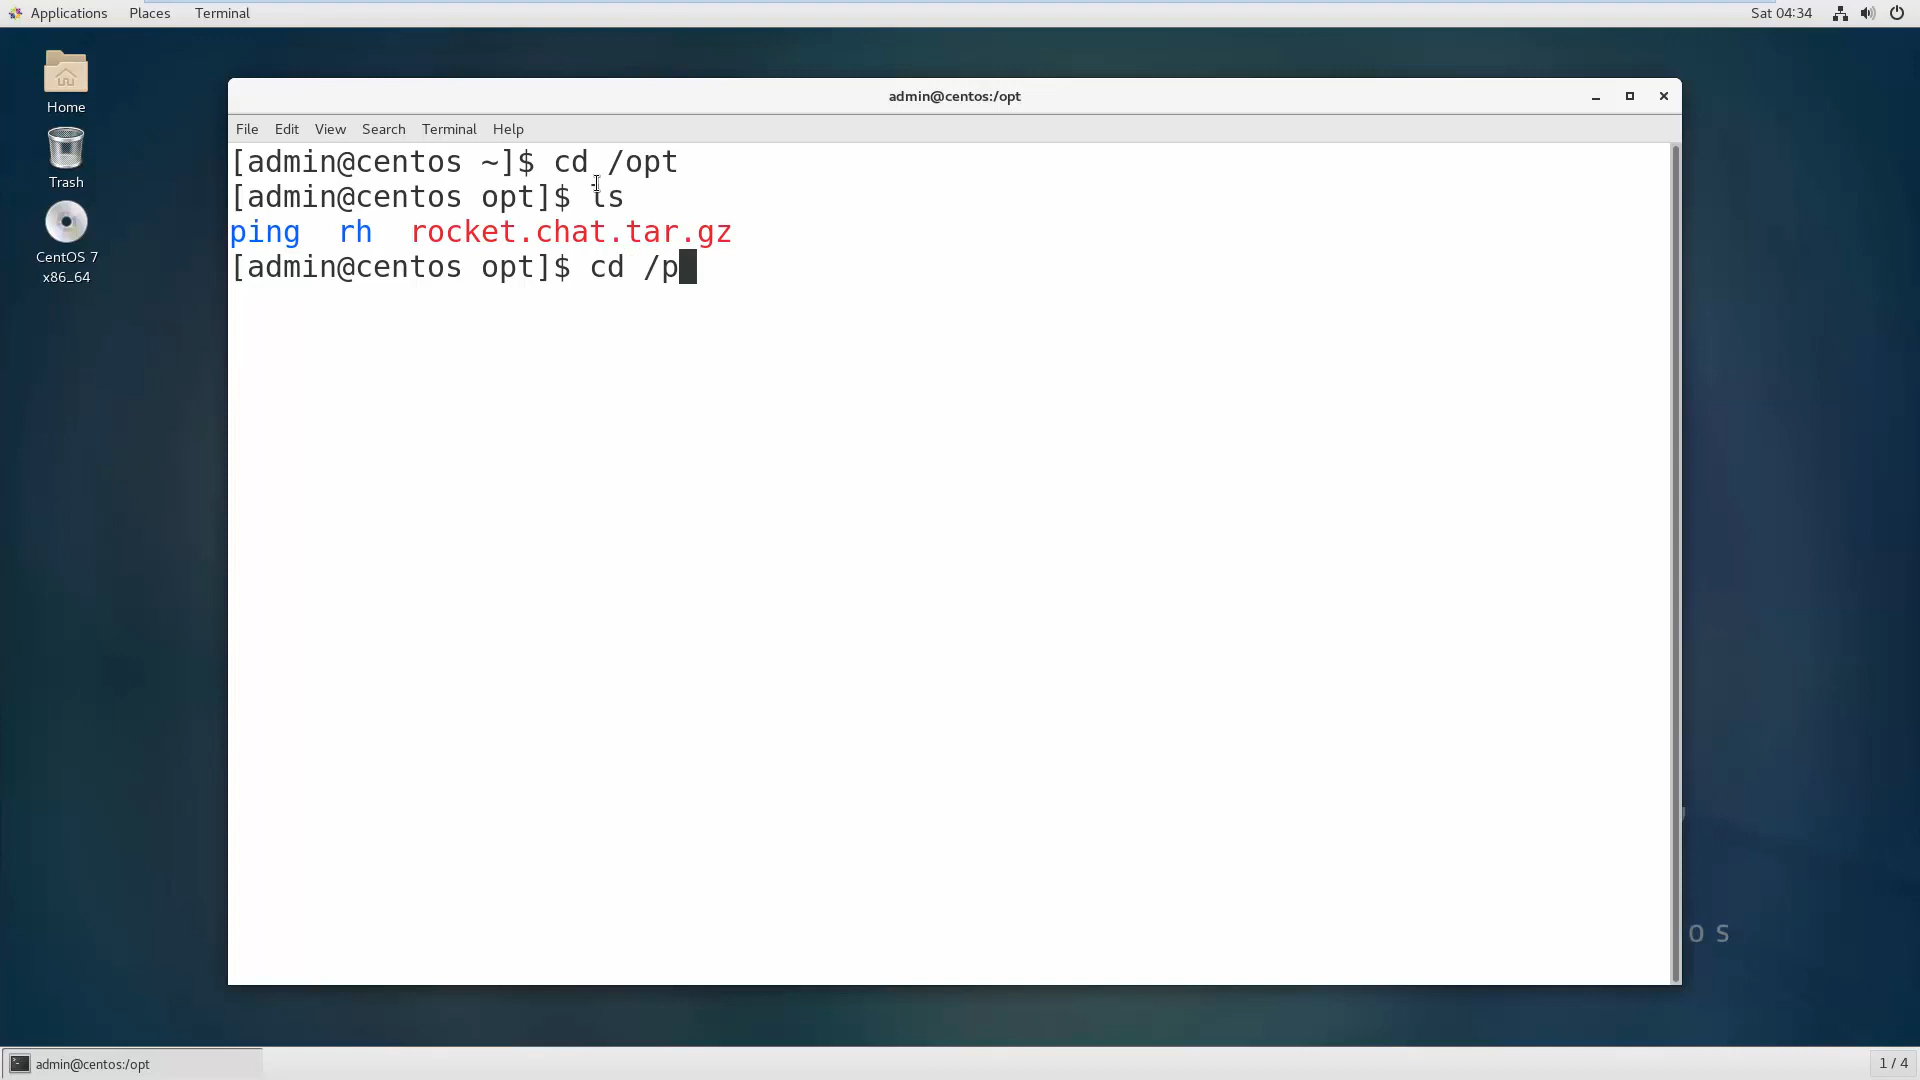 Applications Places Terminal Sat 04:34
Home
Trash
CentOS 7
x86_64
admin@centos:/opt
File Edit View Search Terminal Help
[admin@centos ~]$ cd /opt
[admin@centos opt]$ ls
ping rh rocket.chat.tar.gz
[admin@centos opt]$ cd /p
OS
admin@centos:/opt 1 / 4